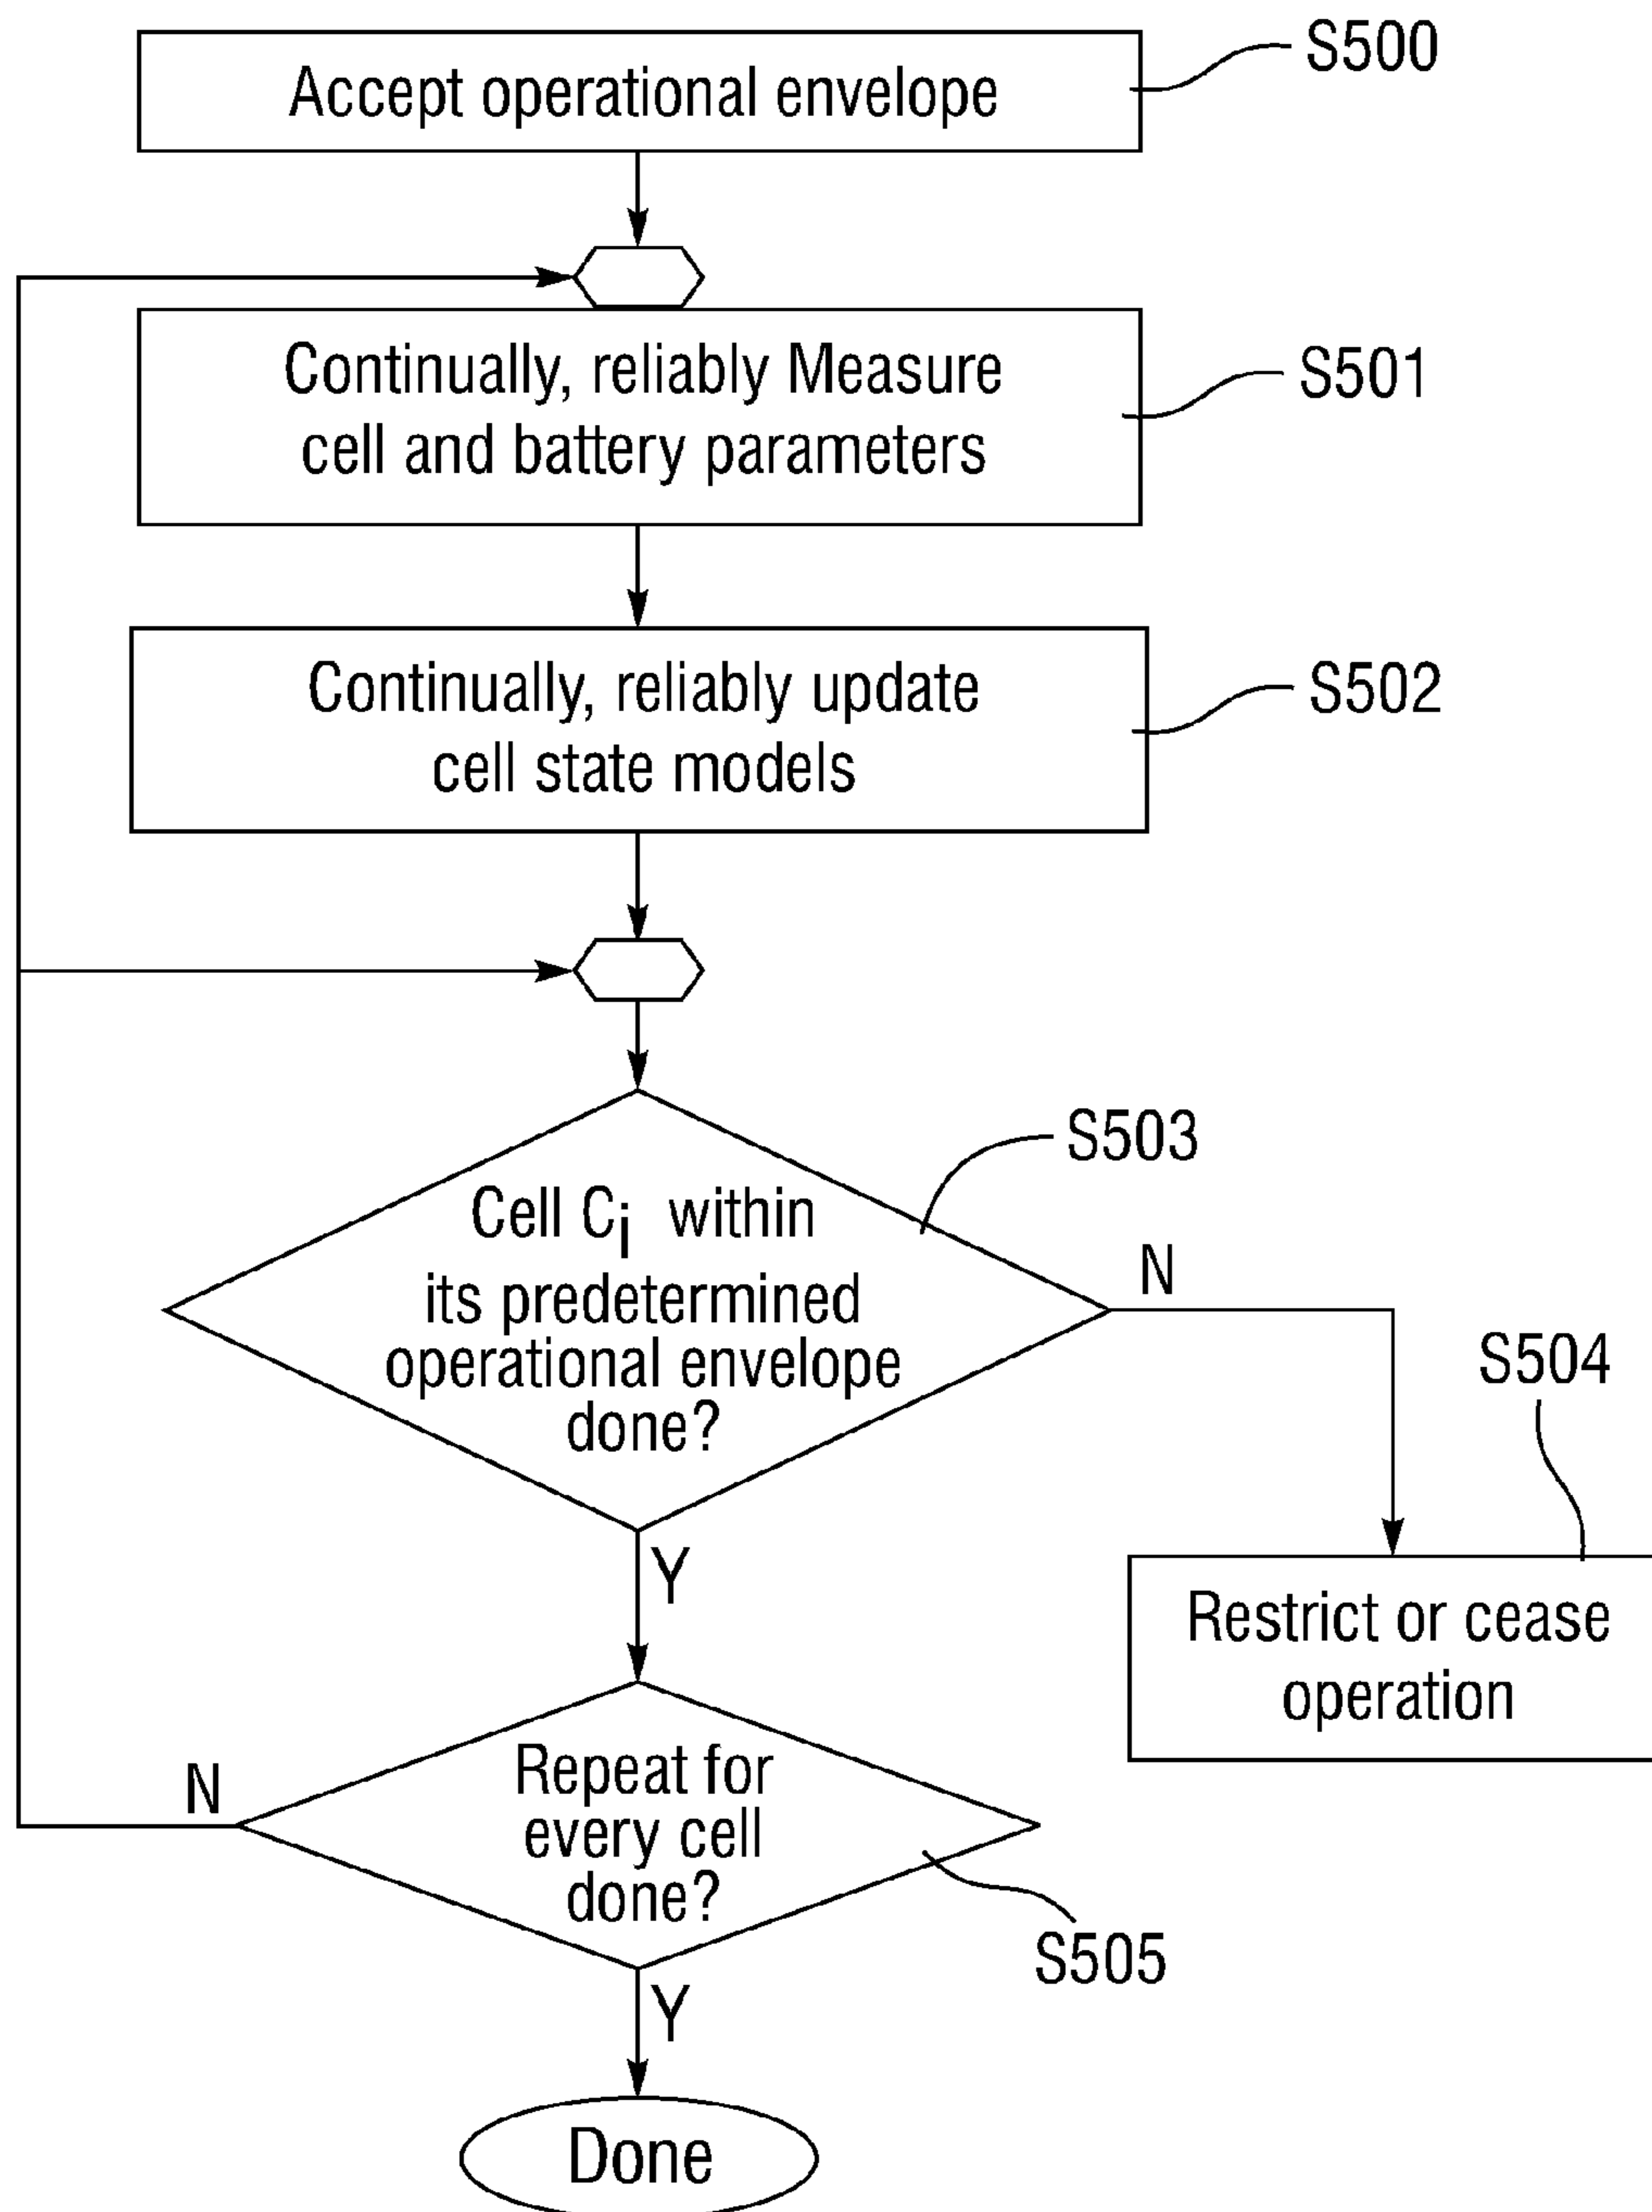 Accept operational envelope
S500
Continually, reliably Measure
cell and battery parameters
S501
Continually, reliably update
cell state models
S502
S503
Cell Ci within
its predetermined
operational envelope
done?
N
S504
Y
Restrict or cease
operation
Repeat for
every cell
done?
N
S505
Y
Done